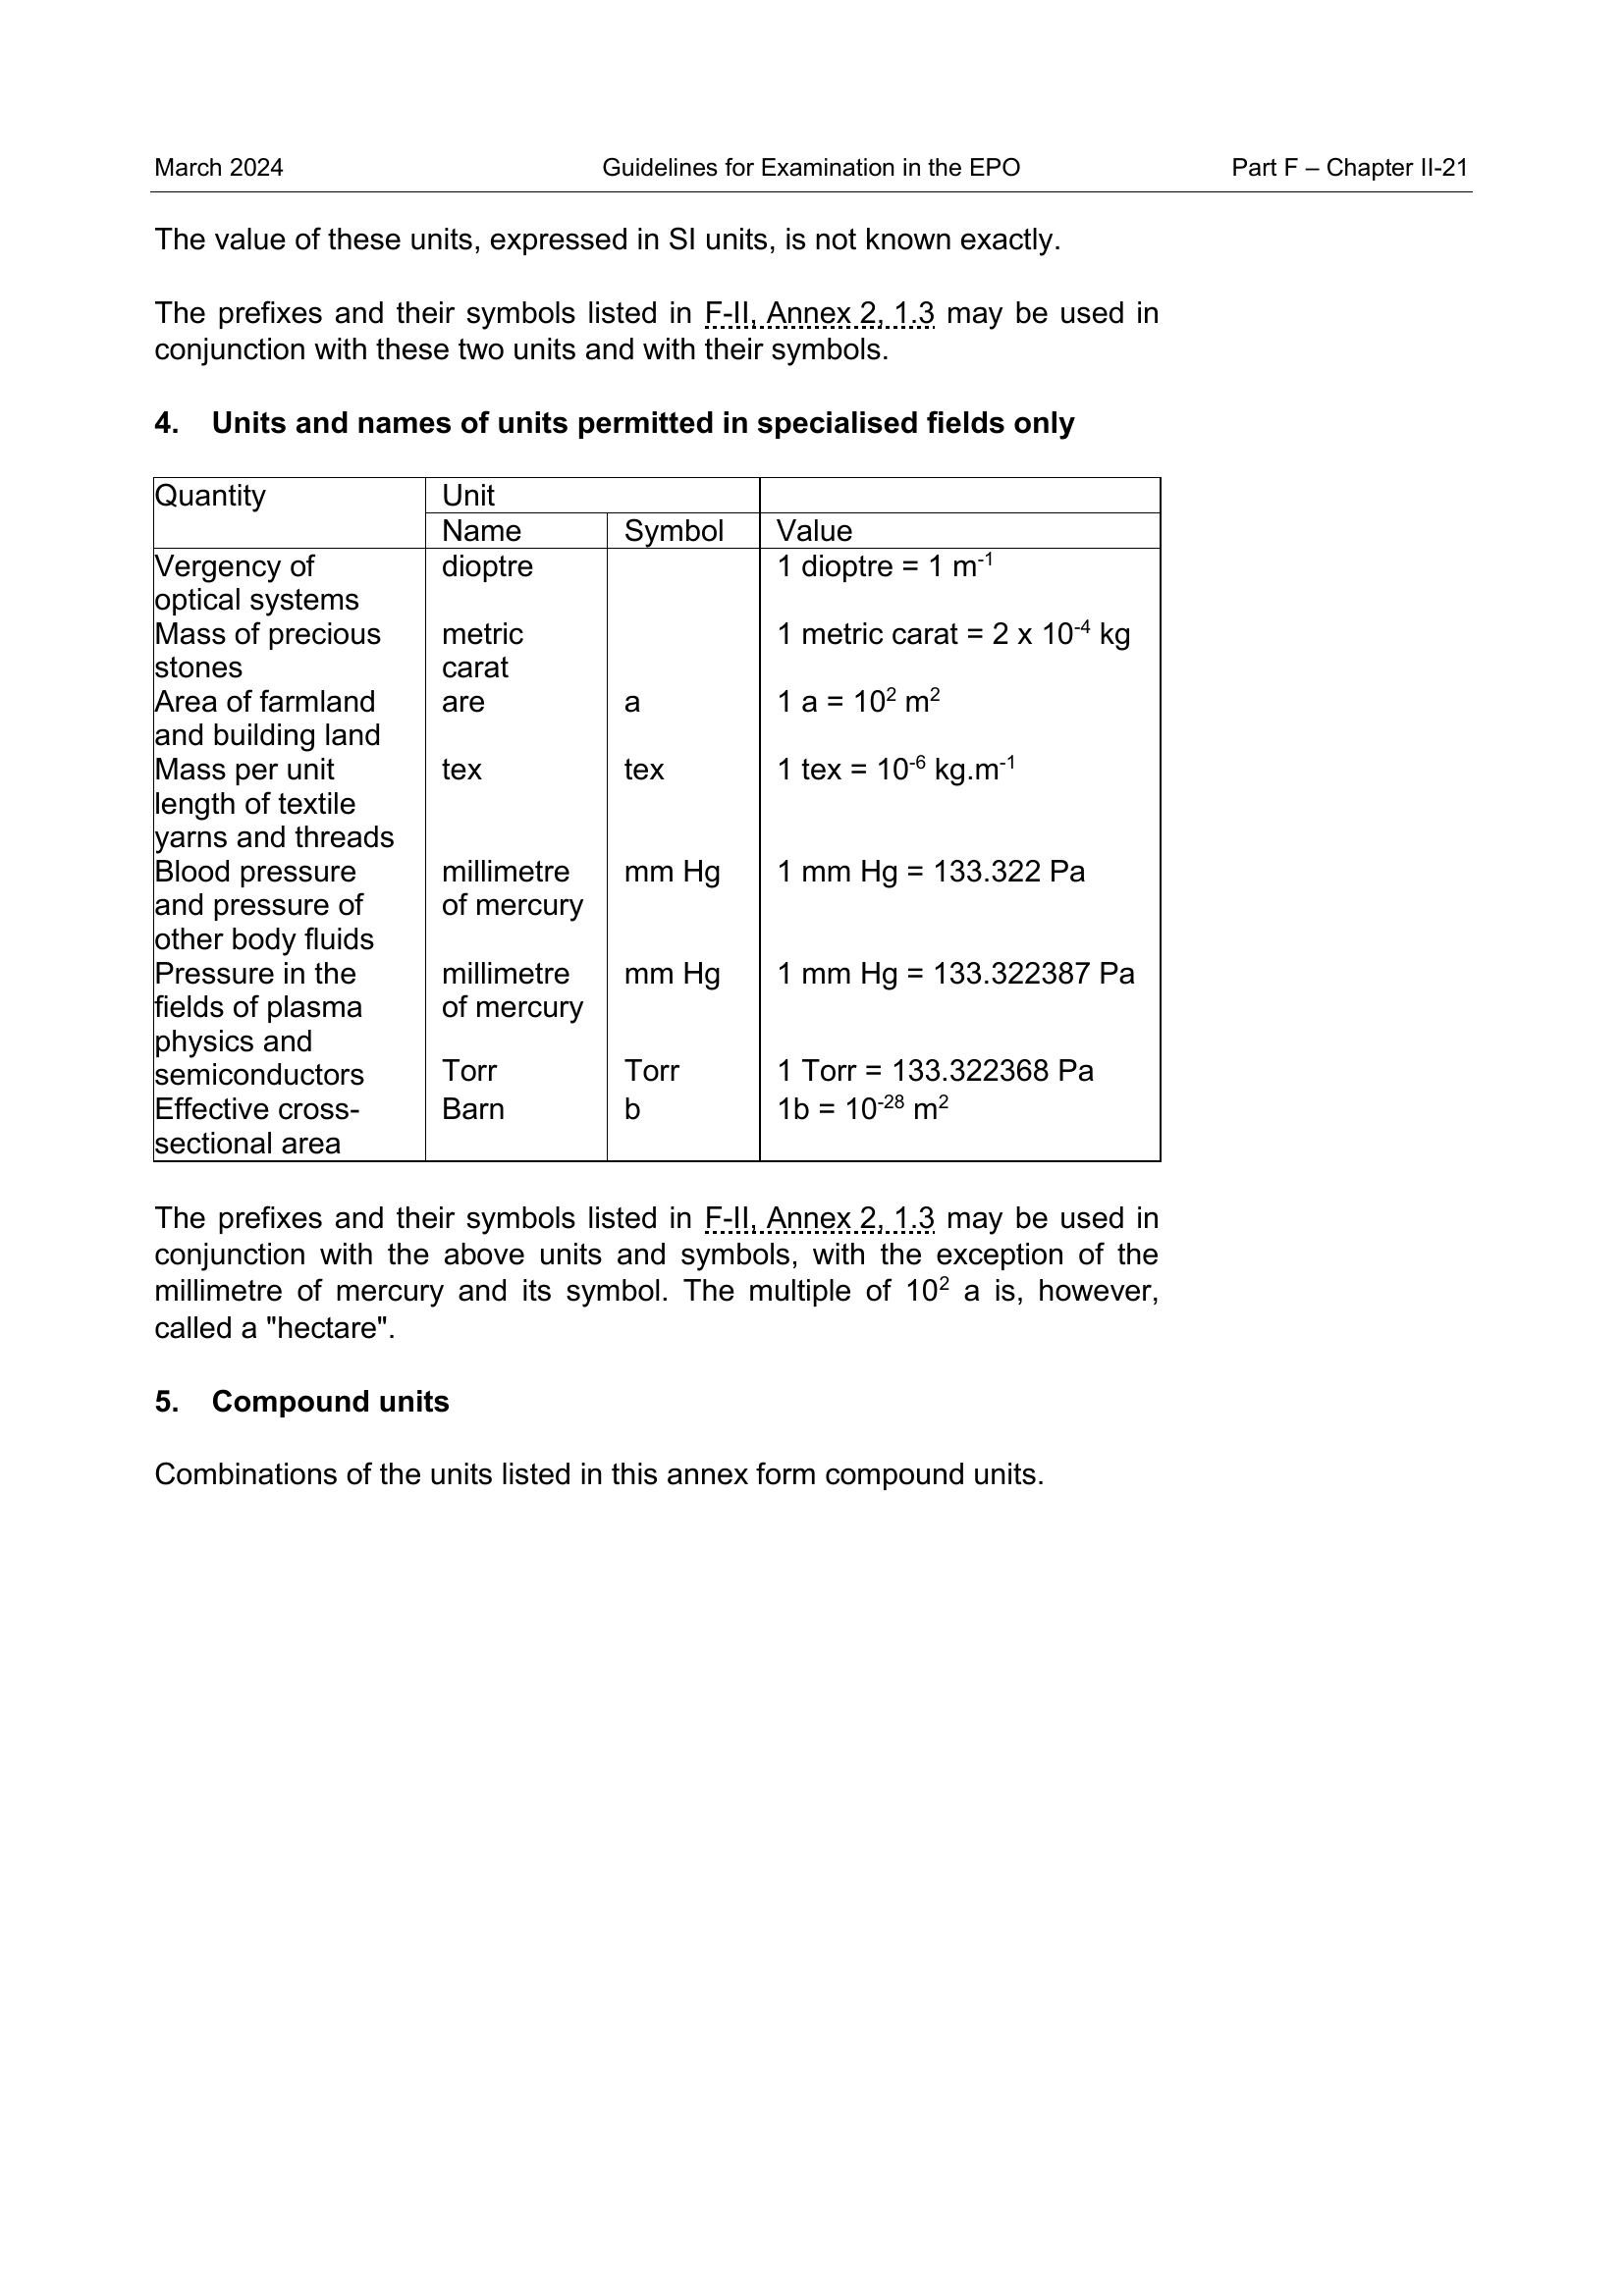 March 2024 Guidelines for Examination in the EPO Part F – Chapter II-21
The value of these units, expressed in SI units, is not known exactly.
The prefixes and their symbols listed in F-II, Annex 2, 1.3 may be used in
conjunction with these two units and with their symbols.
4. Units and names of units permitted in specialised fields only
Quantity Unit
Name Symbol Value
Vergency of dioptre 1 dioptre = 1 m⁻¹
optical systems
Mass of precious metric 1 metric carat = 2 x 10⁻⁴ kg
stones carat
Area of farmland are a 1 a = 10² m²
and building land
Mass per unit tex tex 1 tex = 10⁻⁶ kg.m⁻¹
length of textile
yarns and threads
Blood pressure millimetre mm Hg 1 mm Hg = 133.322 Pa
and pressure of of mercury
other body fluids
Pressure in the millimetre mm Hg 1 mm Hg = 133.322387 Pa
fields of plasma of mercury
physics and
semiconductors Torr Torr 1 Torr = 133.322368 Pa
Effective cross- Barn b 1b = 10⁻²⁸ m²
sectional area
The prefixes and their symbols listed in F-II, Annex 2, 1.3 may be used in
conjunction with the above units and symbols, with the exception of the
millimetre of mercury and its symbol. The multiple of 10² a is, however,
called a "hectare".
5. Compound units
Combinations of the units listed in this annex form compound units.